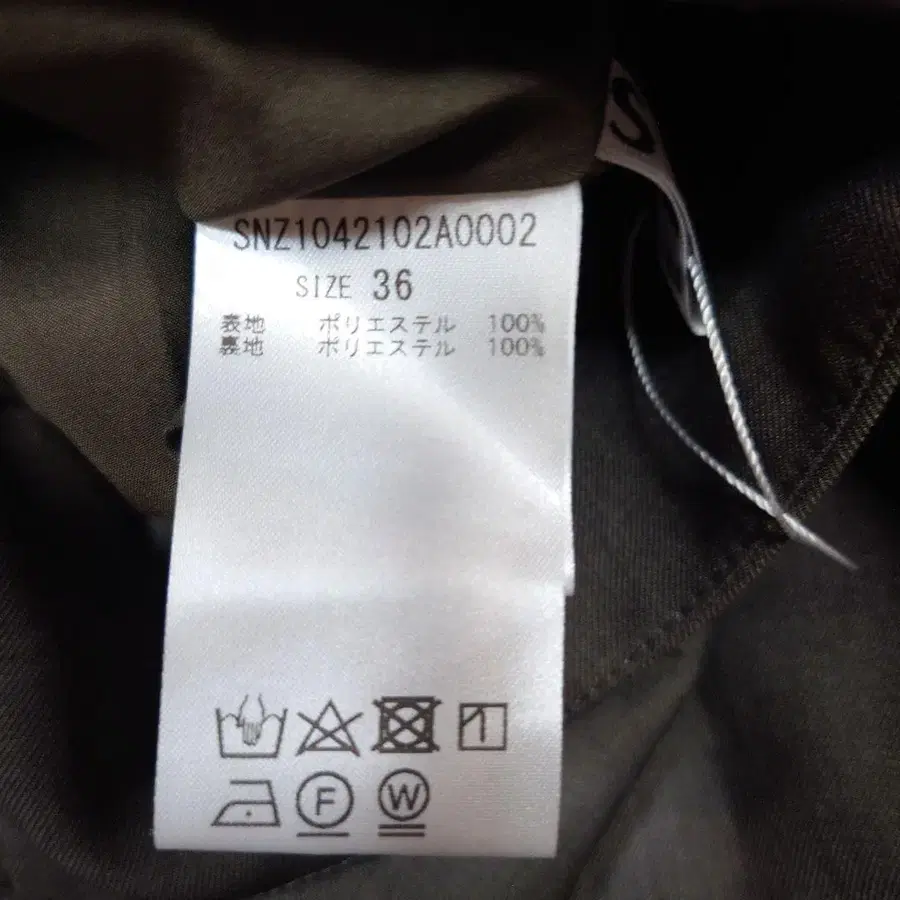 S
SNZ1042102A0002
SIZE 36
表地 ポリエステル 100%
裏地 ポリエステル 100%
F
W